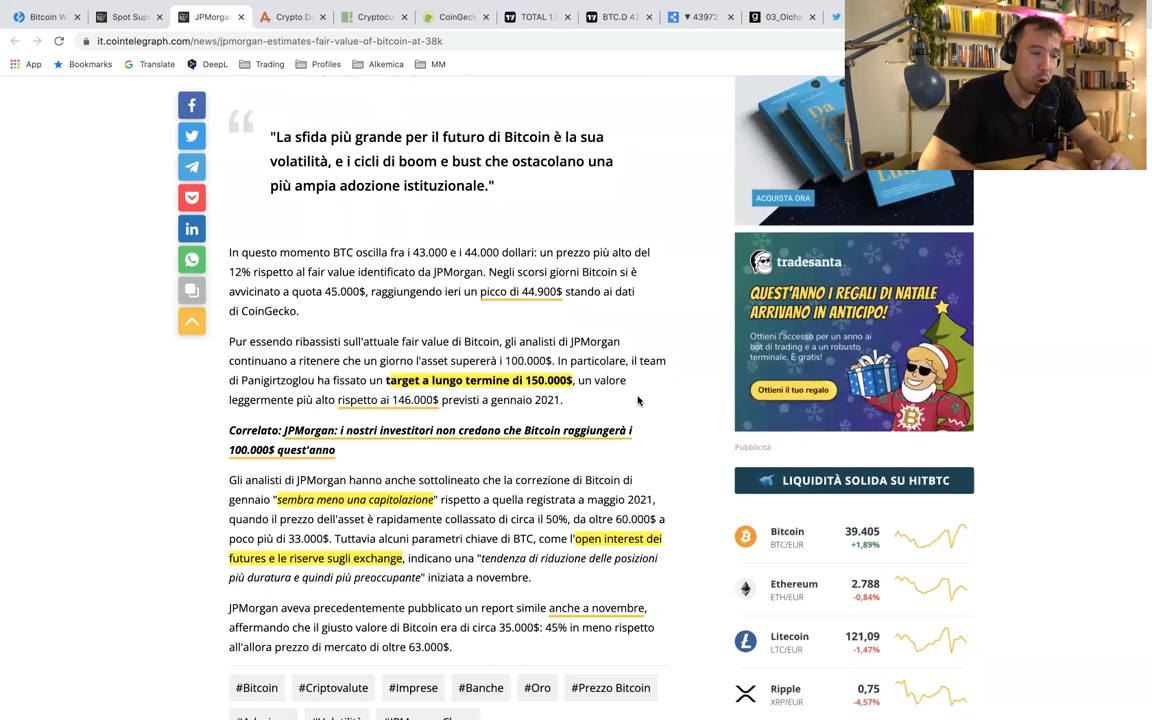 Bitcoin W
Spot Sup
JPMorga
Crypto D
Cryptocu
CoinGec
TOTAL 1.
BTC.D 42
▼ 43972
03_Olcha
it.cointelegraph.com/news/jpmorgan-estimates-fair-value-of-bitcoin-at-38k
App
Bookmarks
Translate
DeepL
Trading
Profiles
Alkemica
MM
"La sfida più grande per il futuro di Bitcoin è la sua
volatilità, e i cicli di boom e bust che ostacolano una
più ampia adozione istituzionale."
In questo momento BTC oscilla fra i 43.000 e i 44.000 dollari: un prezzo più alto del
12% rispetto al fair value identificato da JPMorgan. Negli scorsi giorni Bitcoin si è
avvicinato a quota 45.000$, raggiungendo ieri un picco di 44.900$ stando ai dati
di CoinGecko.
Pur essendo ribassisti sull'attuale fair value di Bitcoin, gli analisti di JPMorgan
continuano a ritenere che un giorno l'asset supererà i 100.000$. In particolare, il team
di Panigirtzoglou ha fissato un target a lungo termine di 150.000$, un valore
leggermente più alto rispetto ai 146.000$ previsti a gennaio 2021.
Correlato: JPMorgan: i nostri investitori non credono che Bitcoin raggiungerà i
100.000$ quest'anno
Gli analisti di JPMorgan hanno anche sottolineato che la correzione di Bitcoin di
gennaio "sembra meno una capitolazione" rispetto a quella registrata a maggio 2021,
quando il prezzo dell'asset è rapidamente collassato di circa il 50%, da oltre 60.000$ a
poco più di 33.000$. Tuttavia alcuni parametri chiave di BTC, come l'open interest dei
futures e le riserve sugli exchange, indicano una "tendenza di riduzione delle posizioni
più duratura e quindi più preoccupante" iniziata a novembre.
JPMorgan aveva precedentemente pubblicato un report simile anche a novembre,
affermando che il giusto valore di Bitcoin era di circa 35.000$: 45% in meno rispetto
all'allora prezzo di mercato di oltre 63.000$.
#Bitcoin
#Criptovalute
#Imprese
#Banche
#Oro
#Prezzo Bitcoin
ACQUISTA ORA
tradesanta
QUEST'ANNO I REGALI DI NATALE
ARRIVANO IN ANTICIPO!
Ottieni l'accesso per un anno ai
bot di trading e a un robusto
terminale. È gratis!
Ottieni il tuo regalo
Pubblicità
LIQUIDITÀ SOLIDA SU HITBTC
Bitcoin
BTC/EUR
39.405
+1,89%
Ethereum
ETH/EUR
2.788
-0,84%
Litecoin
LTC/EUR
121,09
-1,47%
Ripple
XRP/EUR
0,75
-4,57%